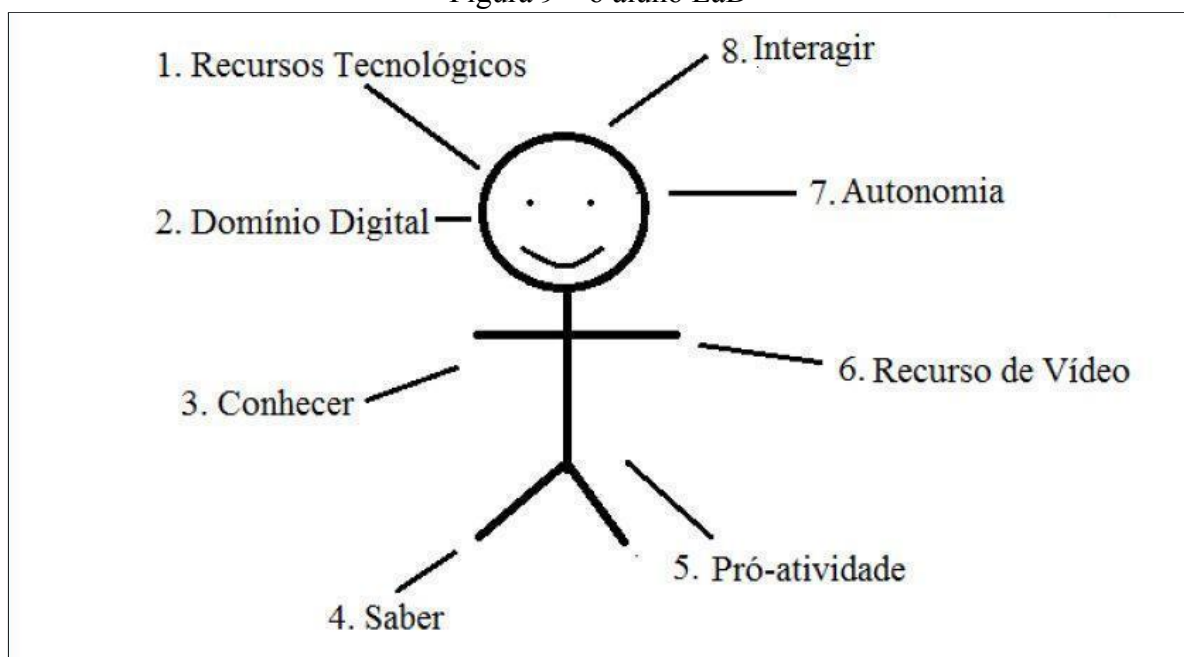 1. Recursos Tecnológicos
2. Domínio Digital
3. Conhecer
4. Saber
5. Pró-atividade
6. Recurso de Vídeo
7. Autonomia
8. Interagir